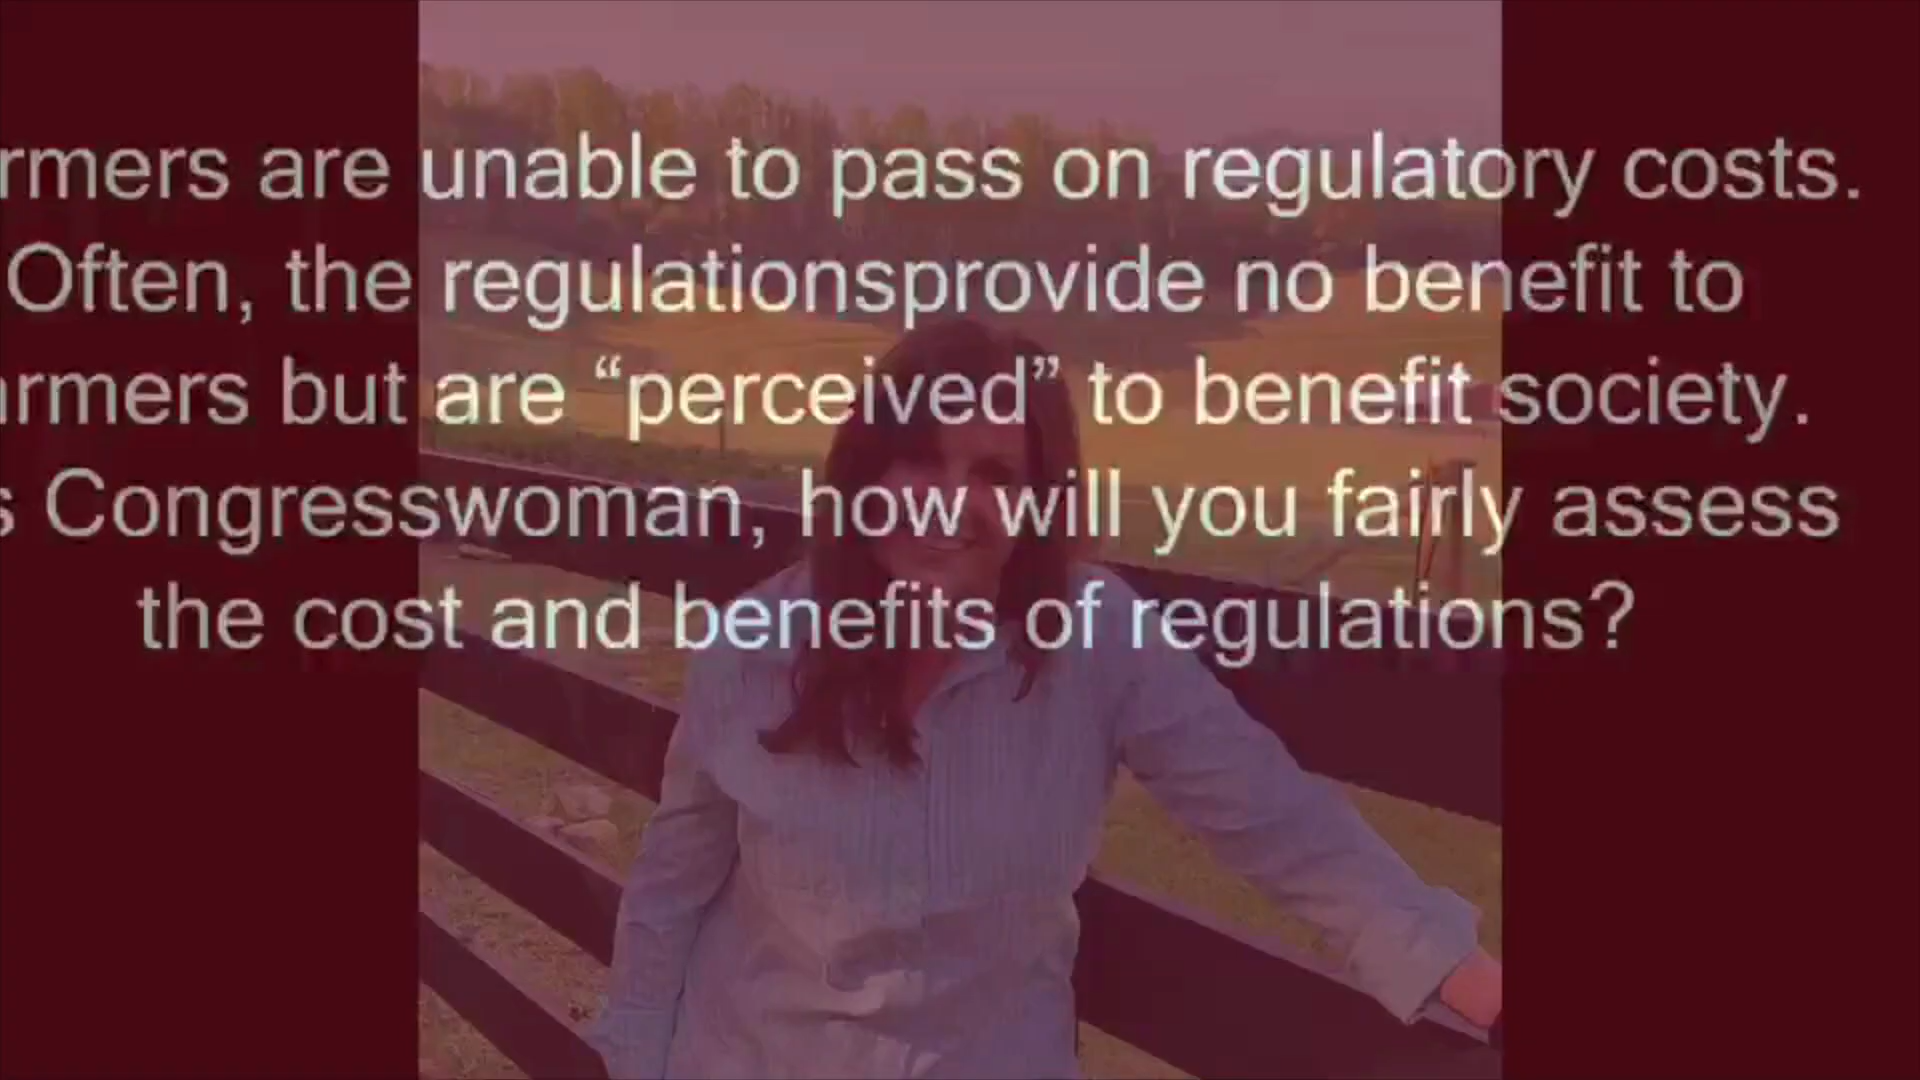 rmers are unable to pass on regulatory costs.
Often, the regulationsprovide no benefit to
armers but are “perceived” to benefit society.
s Congresswoman, how will you fairly assess
the cost and benefits of regulations?